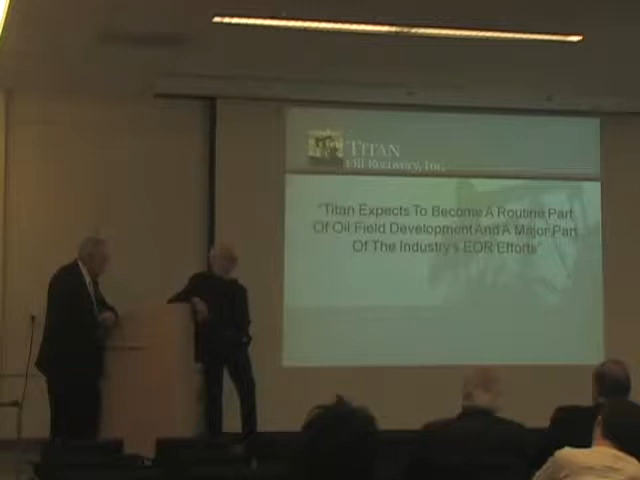 TITAN
Oil Recovery, Inc.
"Titan Expects To Become A Routine Part
Of Oil Field Development And A Major Part
Of The Industry's EOR Efforts"